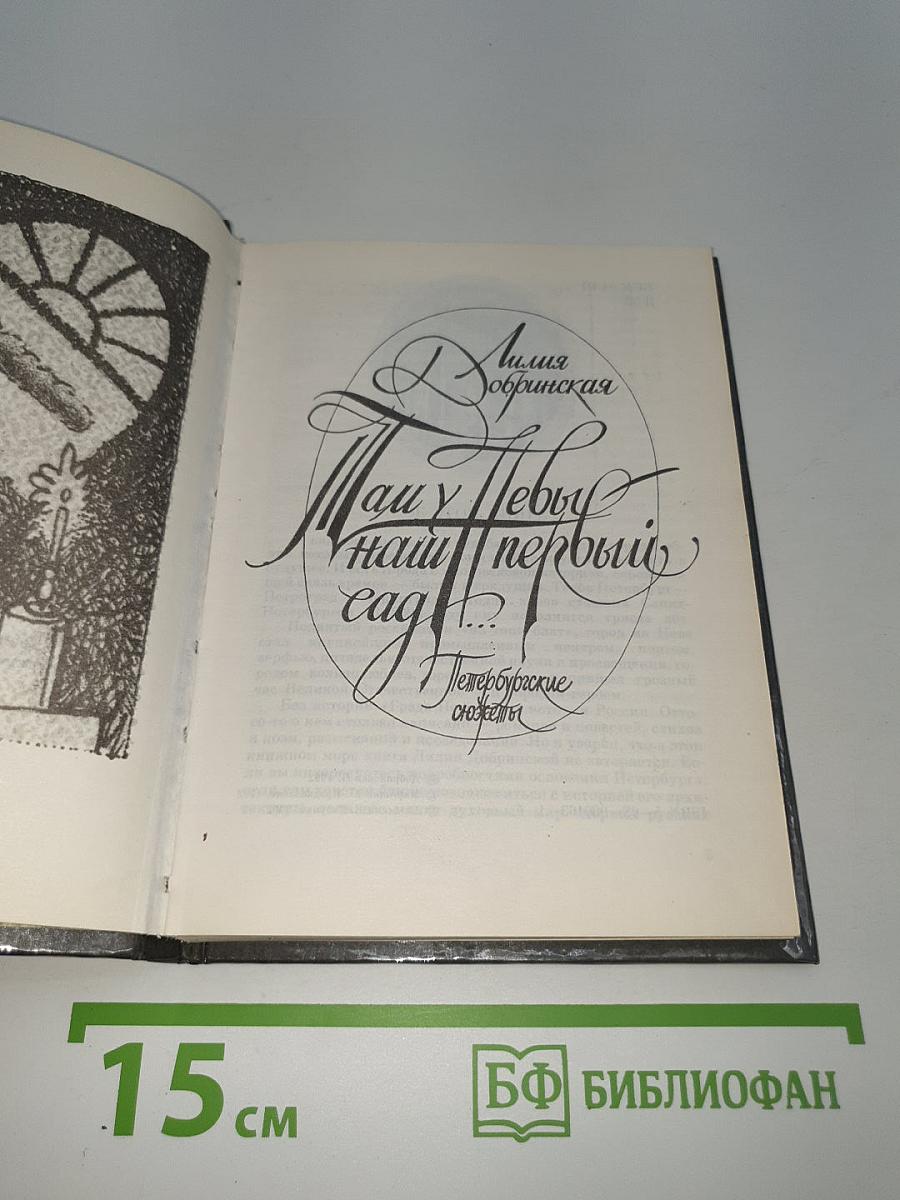 Лилия
Добринская
Там у Невы
наш первый
сад...
Петербургские
сюжеты
15 см
БФ БИБЛИОФАН